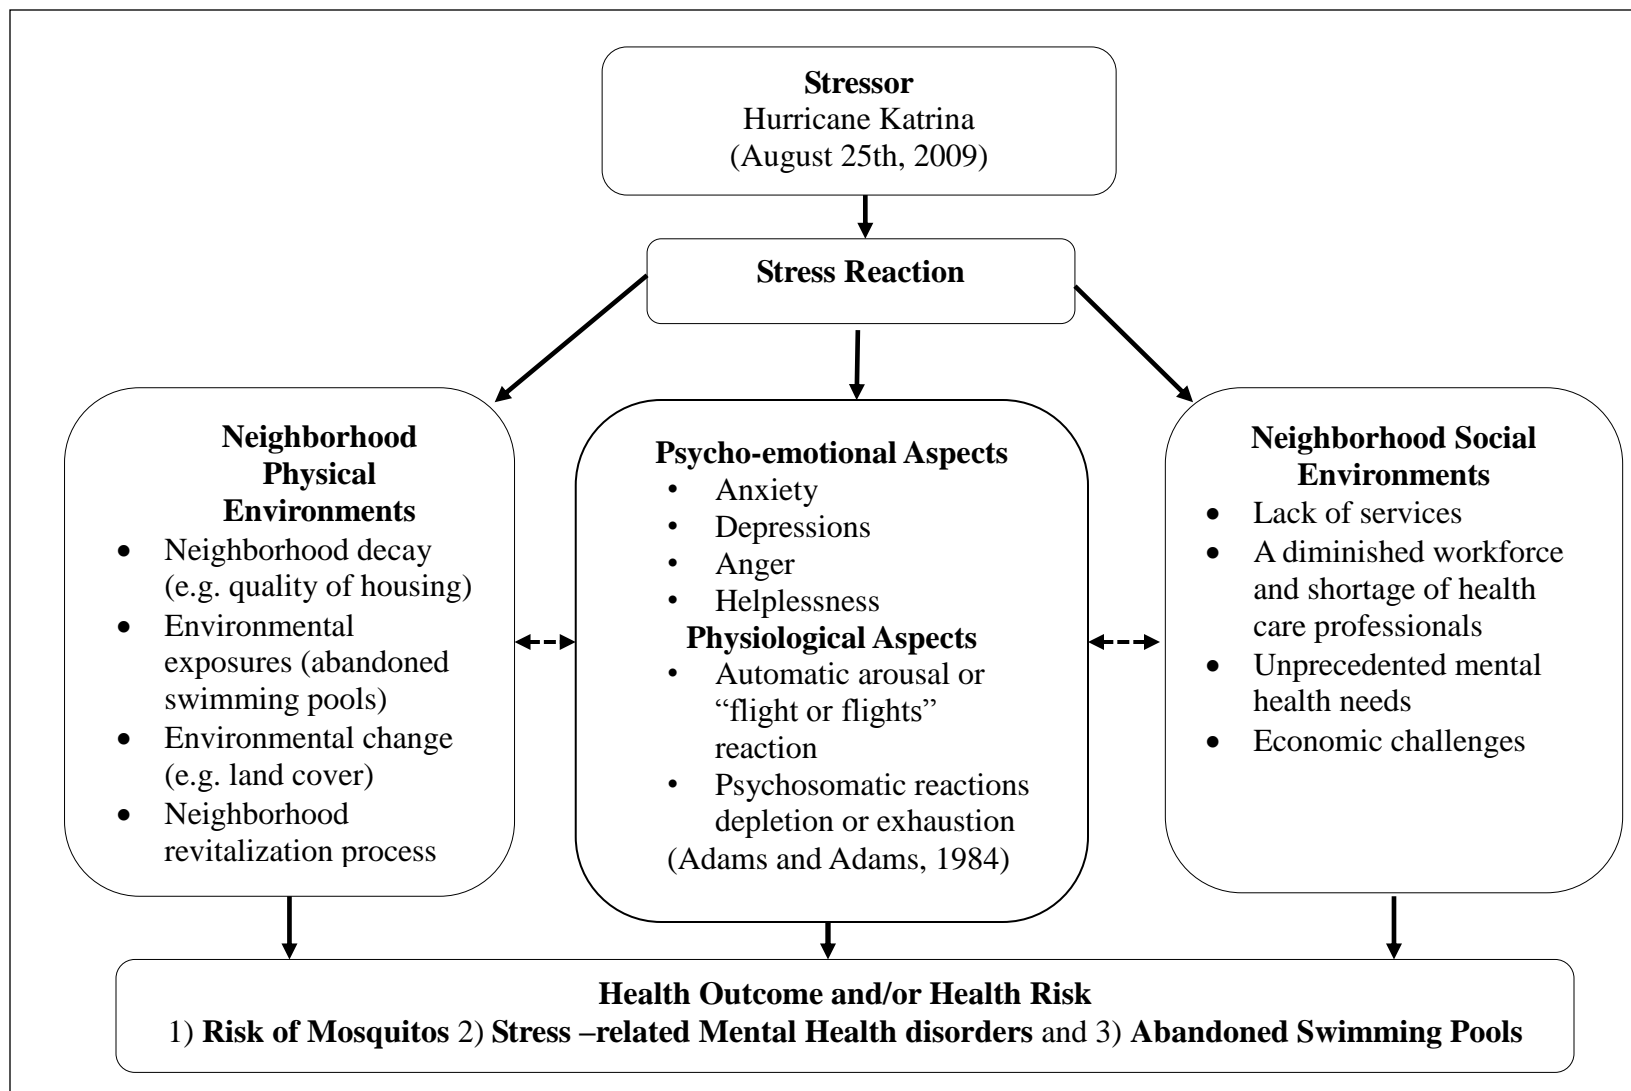 Stressor
Hurricane Katrina
(August 25th, 2009)
Stress Reaction
Neighborhood
Physical
Environments
• Neighborhood decay
(e.g. quality of housing)
• Environmental
exposures (abandoned
swimming pools)
• Environmental change
(e.g. land cover)
• Neighborhood
revitalization process
Psycho-emotional Aspects
• Anxiety
• Depressions
• Anger
• Helplessness
Physiological Aspects
• Automatic arousal or
“flight or flights”
reaction
• Psychosomatic reactions
depletion or exhaustion
(Adams and Adams, 1984)
Neighborhood Social
Environments
• Lack of services
• A diminished workforce
and shortage of health
care professionals
• Unprecedented mental
health needs
• Economic challenges
Health Outcome and/or Health Risk
1) Risk of Mosquitos 2) Stress –related Mental Health disorders and 3) Abandoned Swimming Pools